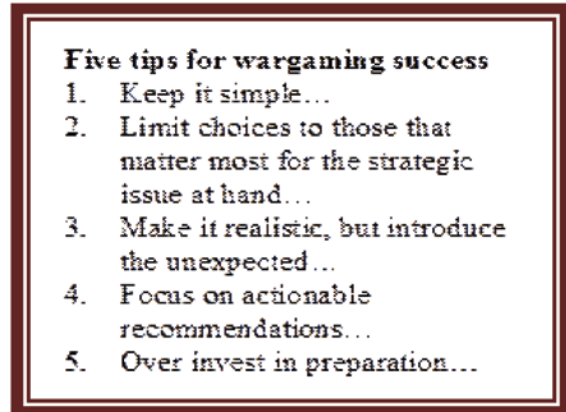 Five tips for wargaming success
1. Keep it simple…
2. Limit choices to those that
matter most for the strategic
issue at hand…
3. Make it realistic, but introduce
the unexpected…
4. Focus on actionable
recommendations…
5. Over invest in preparation…